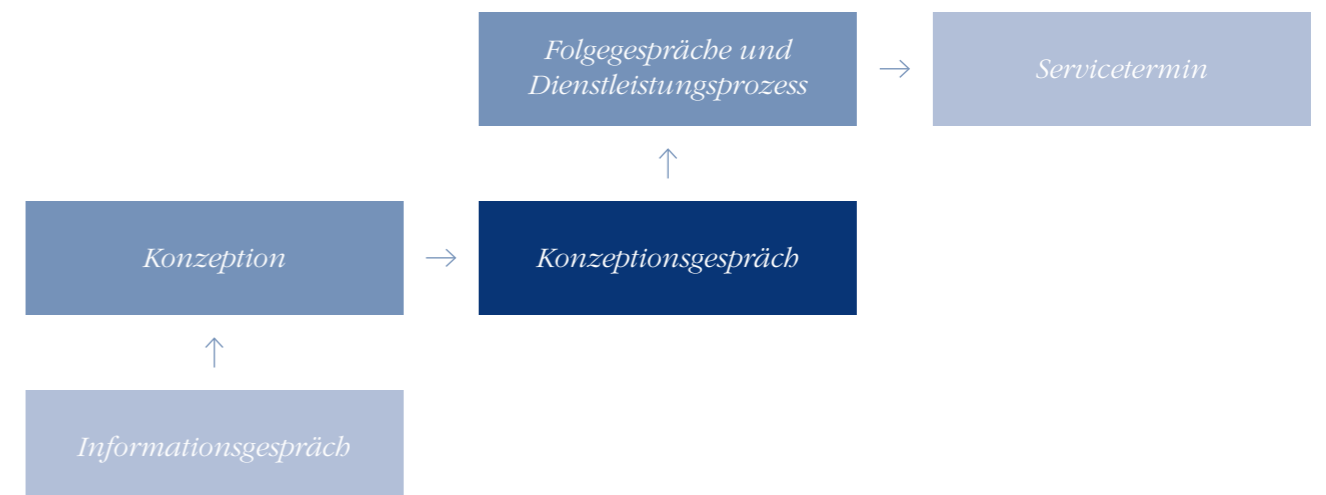 Folgegespräche und
Dienstleistungsprozess
Servicetermin
Konzeption
Konzeptionsgespräch
Informationsgespräch